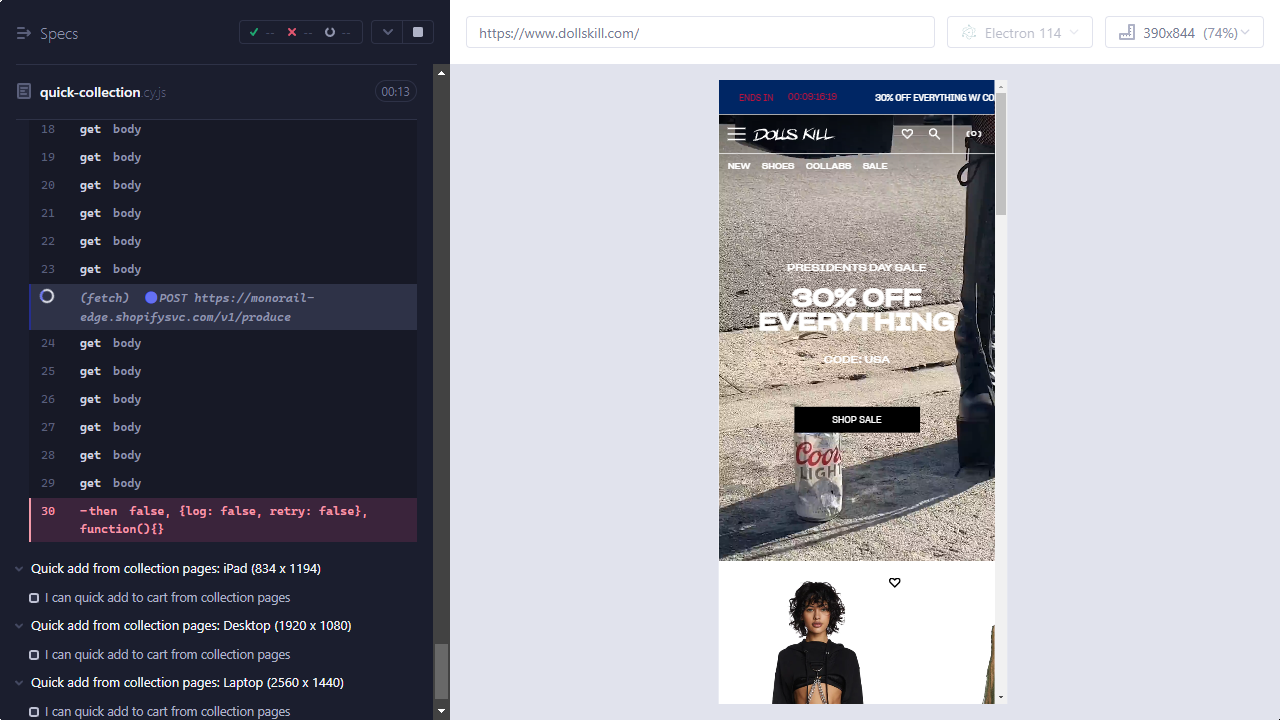 Specs
--
--
--
quick-collection.cy.js
00:13
18 get body
19 get body
20 get body
21 get body
22 get body
23 get body
(fetch) POST https://monorail-
edge.shopifysvc.com/v1/produce
24 get body
25 get body
26 get body
27 get body
28 get body
29 get body
30 -then false, {log: false, retry: false},
function(){}
Quick add from collection pages: iPad (834 x 1194)
I can quick add to cart from collection pages
Quick add from collection pages: Desktop (1920 x 1080)
I can quick add to cart from collection pages
Quick add from collection pages: Laptop (2560 x 1440)
I can quick add to cart from collection pages
https://www.dollskill.com/
Electron 114
390x844 (74%)
ENDS IN 00:09:16:19 30% OFF EVERYTHING W/ CO
DOLLS KILL
(0)
NEW SHOES COLLABS SALE
PRESIDENTS DAY SALE
30% OFF
EVERYTHING
CODE: USA
SHOP SALE
Coors
LIGHT